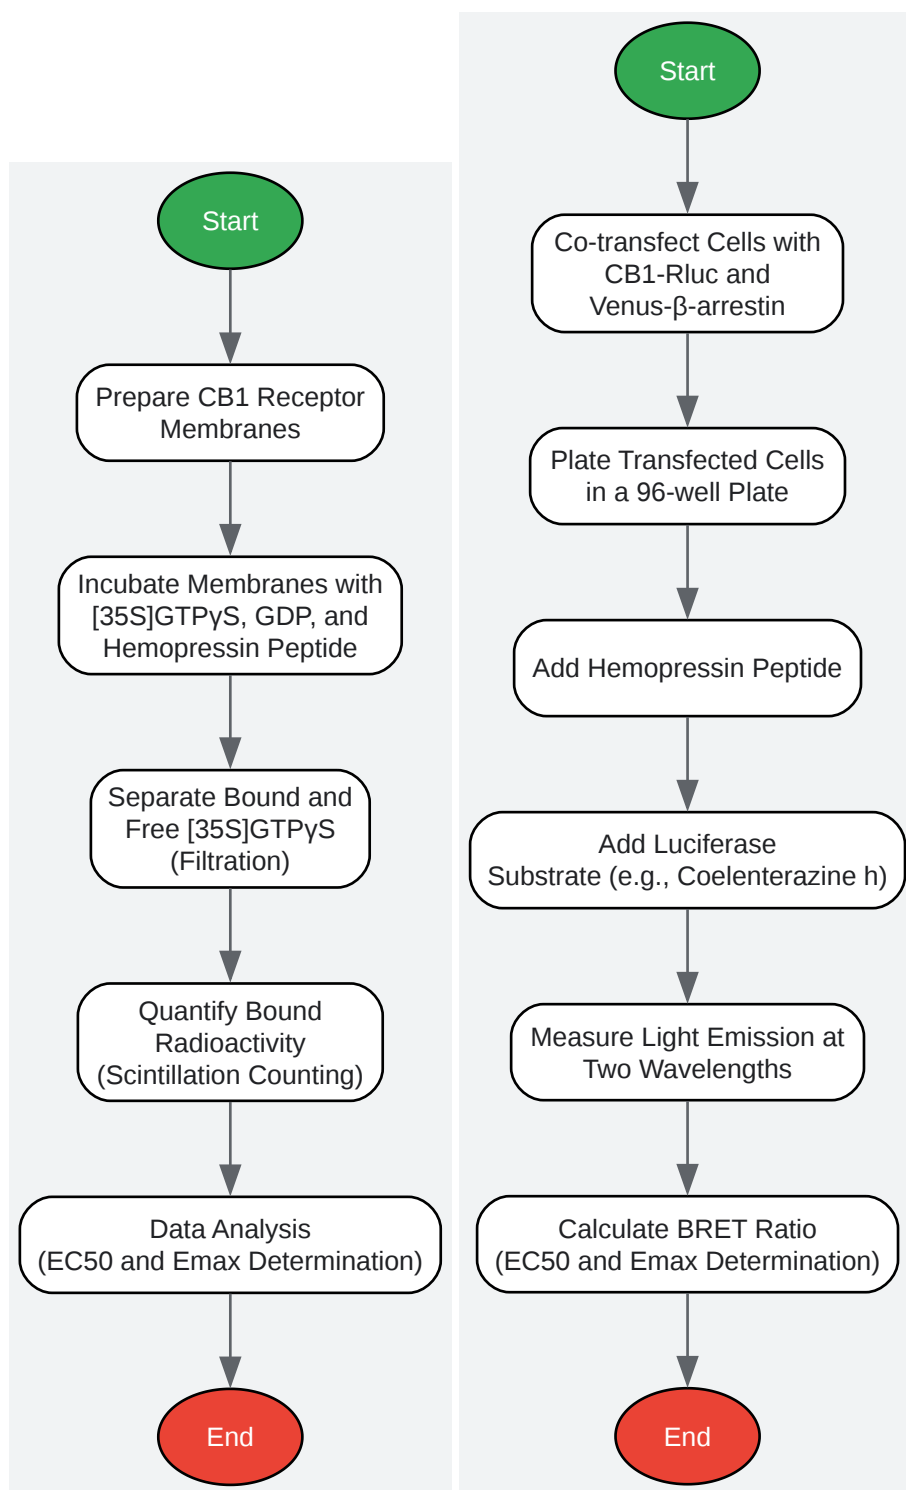 Start
Prepare CB1 Receptor
Membranes
Incubate Membranes with
[35S]GTPγS, GDP, and
Hemopressin Peptide
Separate Bound and
Free [35S]GTPγS
(Filtration)
Quantify Bound
Radioactivity
(Scintillation Counting)
Data Analysis
(EC50 and Emax Determination)
End
Start
Co-transfect Cells with
CB1-Rluc and
Venus-β-arrestin
Plate Transfected Cells
in a 96-well Plate
Add Hemopressin Peptide
Add Luciferase
Substrate (e.g., Coelenterazine h)
Measure Light Emission at
Two Wavelengths
Calculate BRET Ratio
(EC50 and Emax Determination)
End